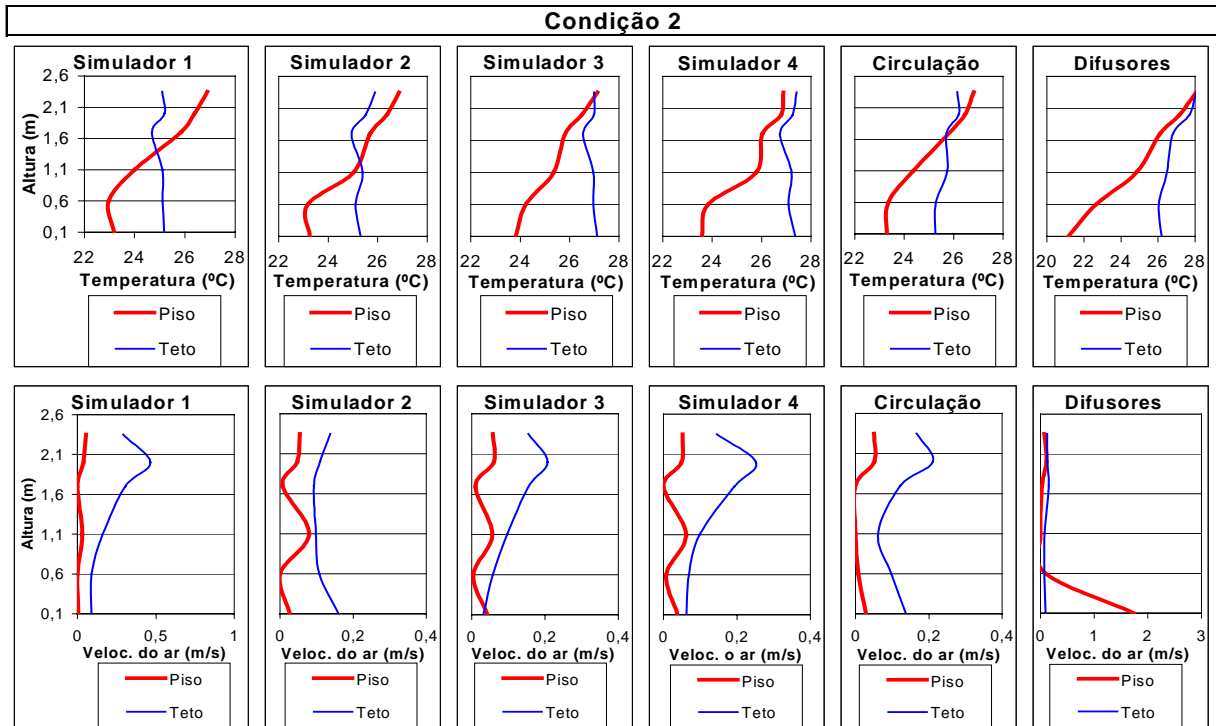 Condição 2
Simulador 1
Simulador 2
Simulador 3
Simulador 4
Circulação
Difusores
2,6
2,1
1,6
1,1
0,6
0,1
Altura (m)
22 24 26 28
22 24 26 28
22 24 26 28
22 24 26 28
22 24 26 28
20 22 24 26 28
Temperatura (ºC)
Temperatura (ºC)
Temperatura (ºC)
Temperatura (ºC)
Temperatura (ºC)
Temperatura (ºC)
Piso
Teto
Piso
Teto
Piso
Teto
Piso
Teto
Piso
Teto
Piso
Teto
Simulador 1
Simulador 2
Simulador 3
Simulador 4
Circulação
Difusores
2,6
2,1
1,6
1,1
0,6
0,1
Altura (m)
0 0,5 1
0 0,2 0,4
0 0,2 0,4
0 0,2 0,4
0 0,2 0,4
0 1 2 3
Veloc. do ar (m/s)
Veloc. do ar (m/s)
Veloc. do ar (m/s)
Veloc. o ar (m/s)
Veloc. do ar (m/s)
Veloc. do ar (m/s)
Piso
Teto
Piso
Teto
Piso
Teto
Piso
Teto
Piso
Teto
Piso
Teto